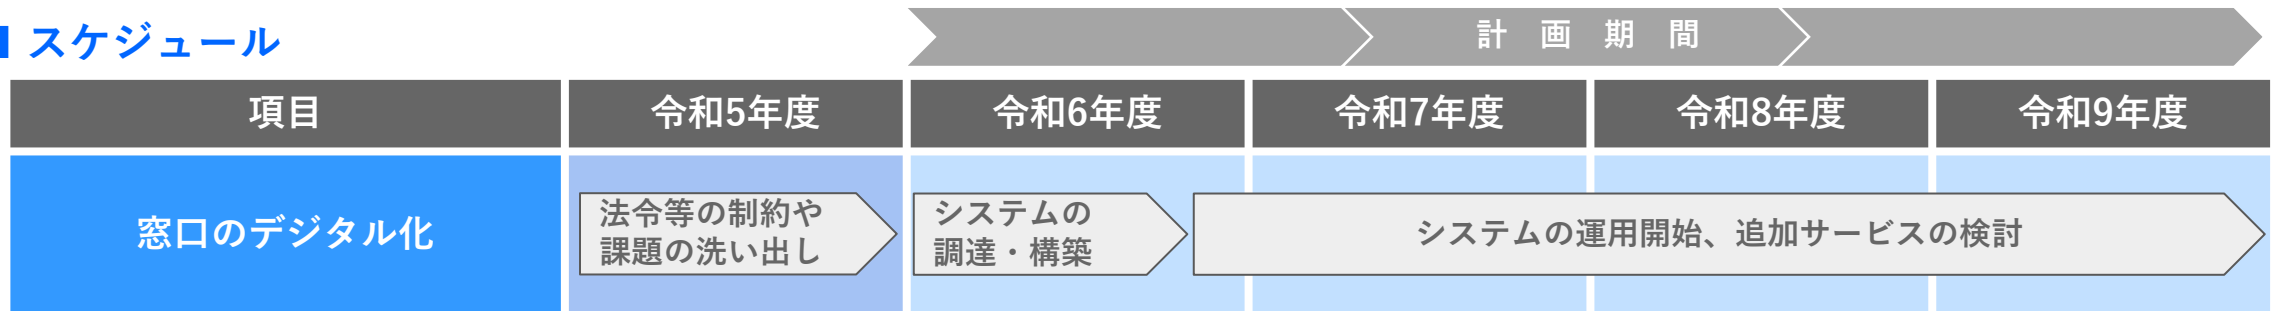 スケジュール
計画期間
項目
令和5年度
令和6年度
令和7年度
令和8年度
令和9年度
窓口のデジタル化
法令等の制約や
課題の洗い出し
システムの
調達・構築
システムの運用開始、追加サービスの検討